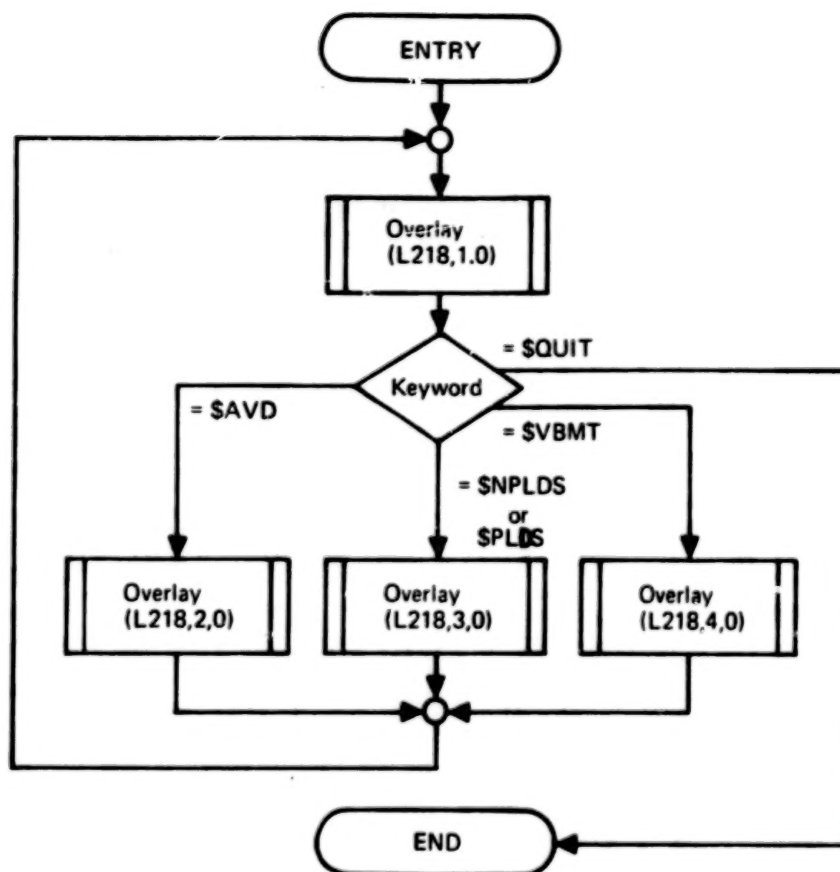 ENTRY
Overlay
(L218,1.0)
= $QUIT
Keyword
= $AVD
= $VBMT
= $NPLDS
or
$PLDS
Overlay
(L218,2,0)
Overlay
(L218,3,0)
Overlay
(L218,4,0)
END